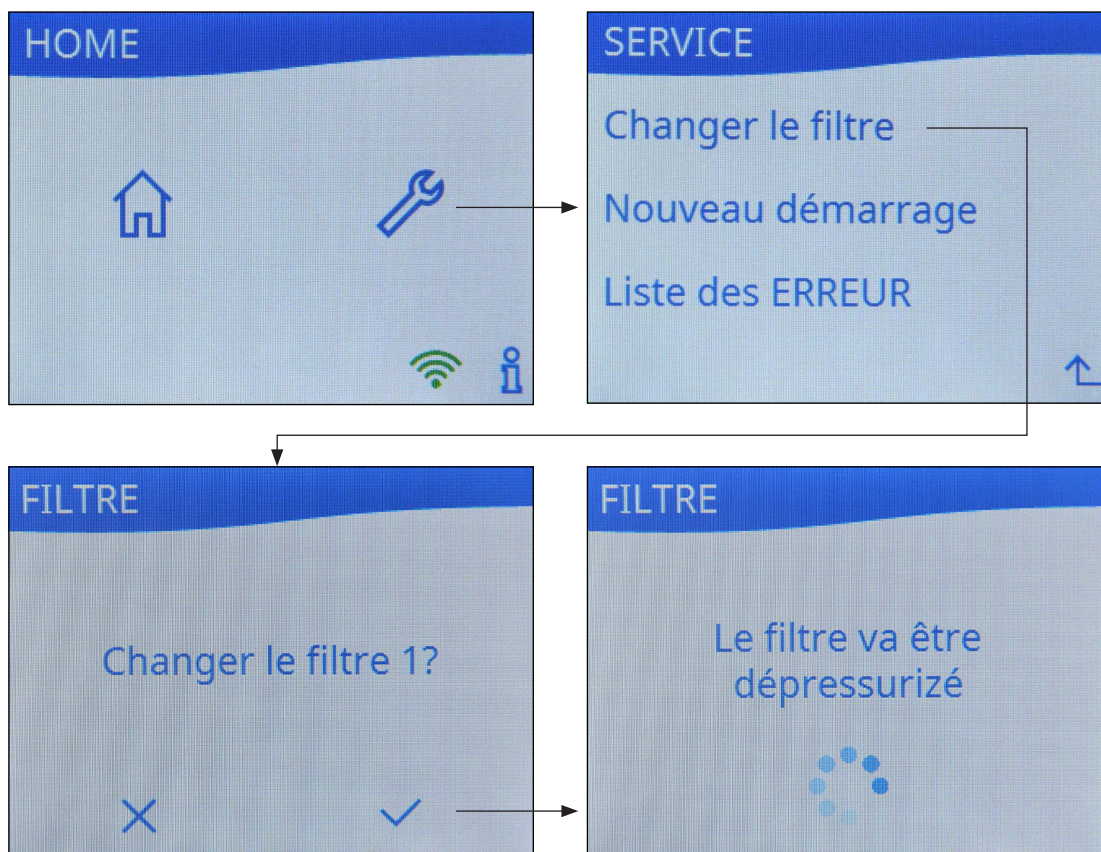 HOME
SERVICE
Changer le filtre
Nouveau démarrage
Liste des ERREUR
FILTRE
Changer le filtre 1?
FILTRE
Le filtre va être
dépressurizé